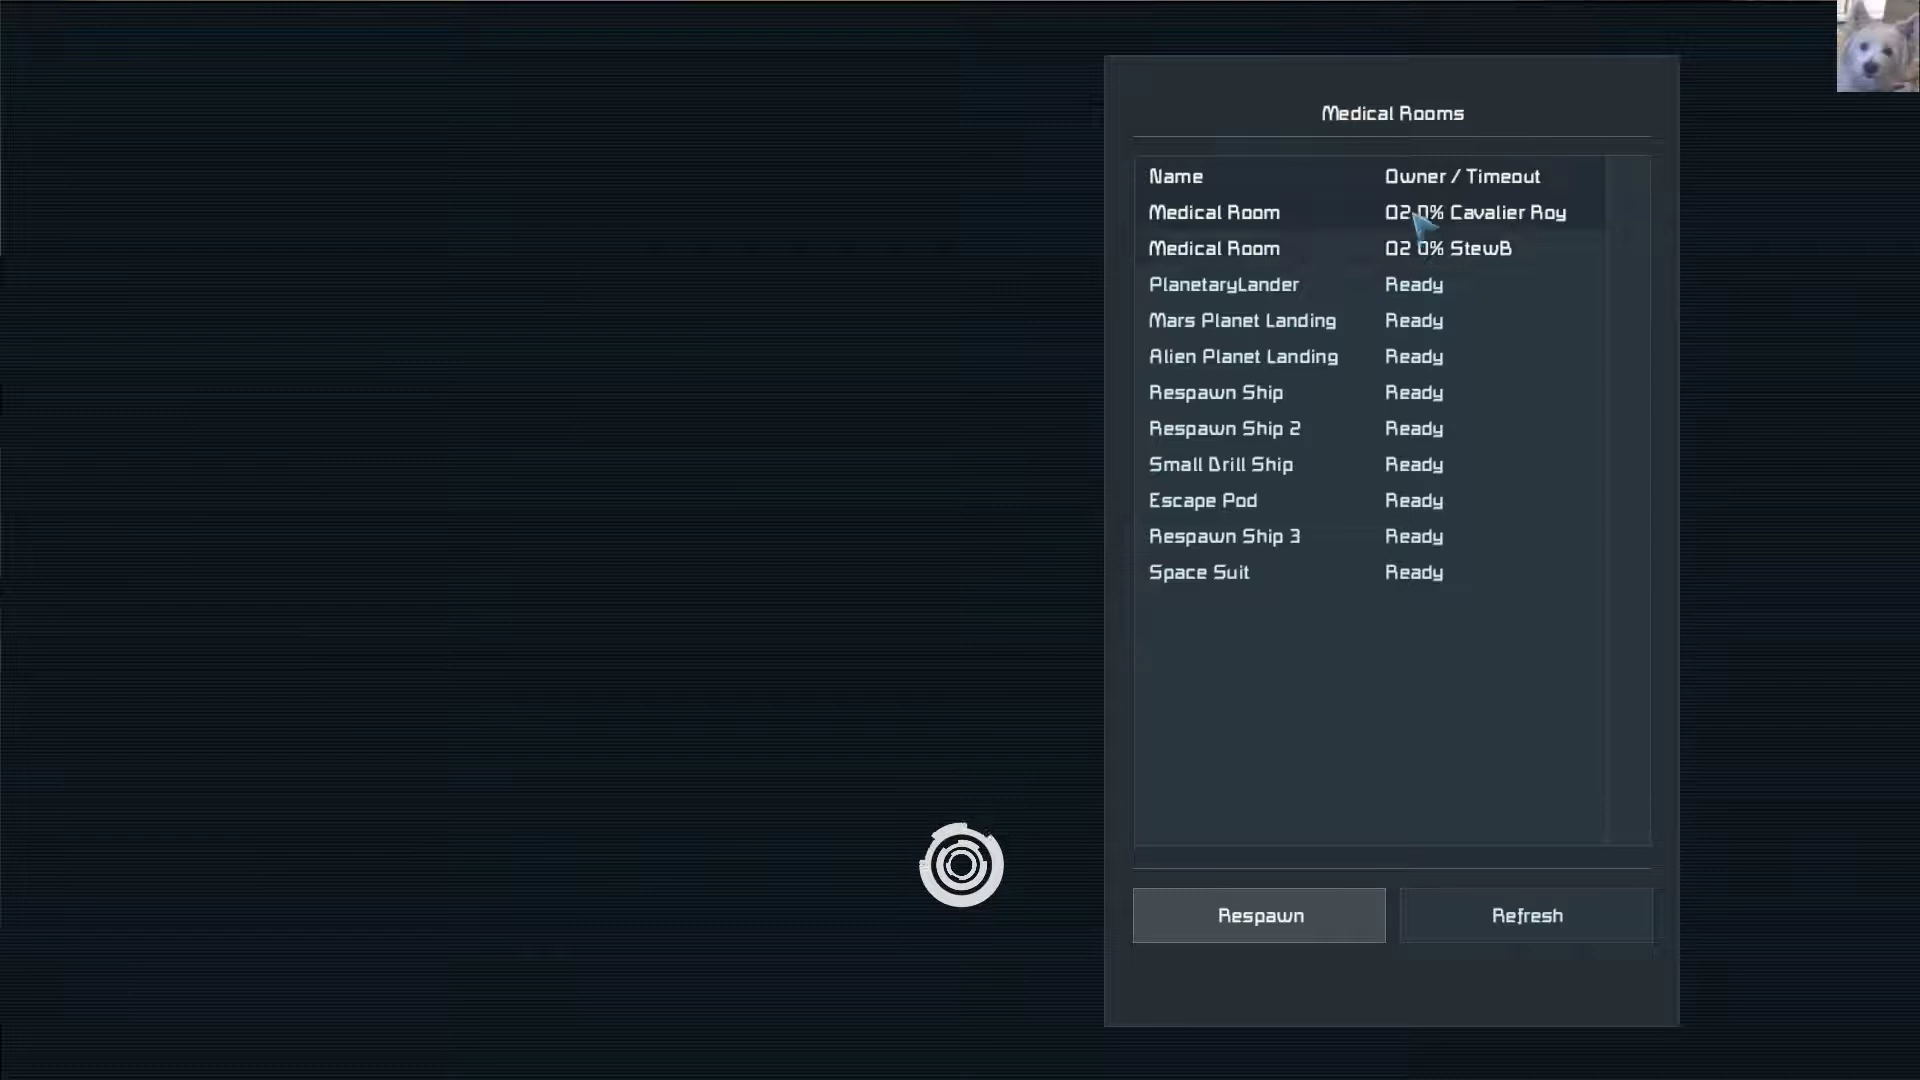 Medical Rooms
Name Owner / Timeout
Medical Room O2 0% Cavalier Roy
Medical Room O2 0% StewB
PlanetaryLander Ready
Mars Planet Landing Ready
Alien Planet Landing Ready
Respawn Ship Ready
Respawn Ship 2 Ready
Small Drill Ship Ready
Escape Pod Ready
Respawn Ship 3 Ready
Space Suit Ready
Respawn Refresh